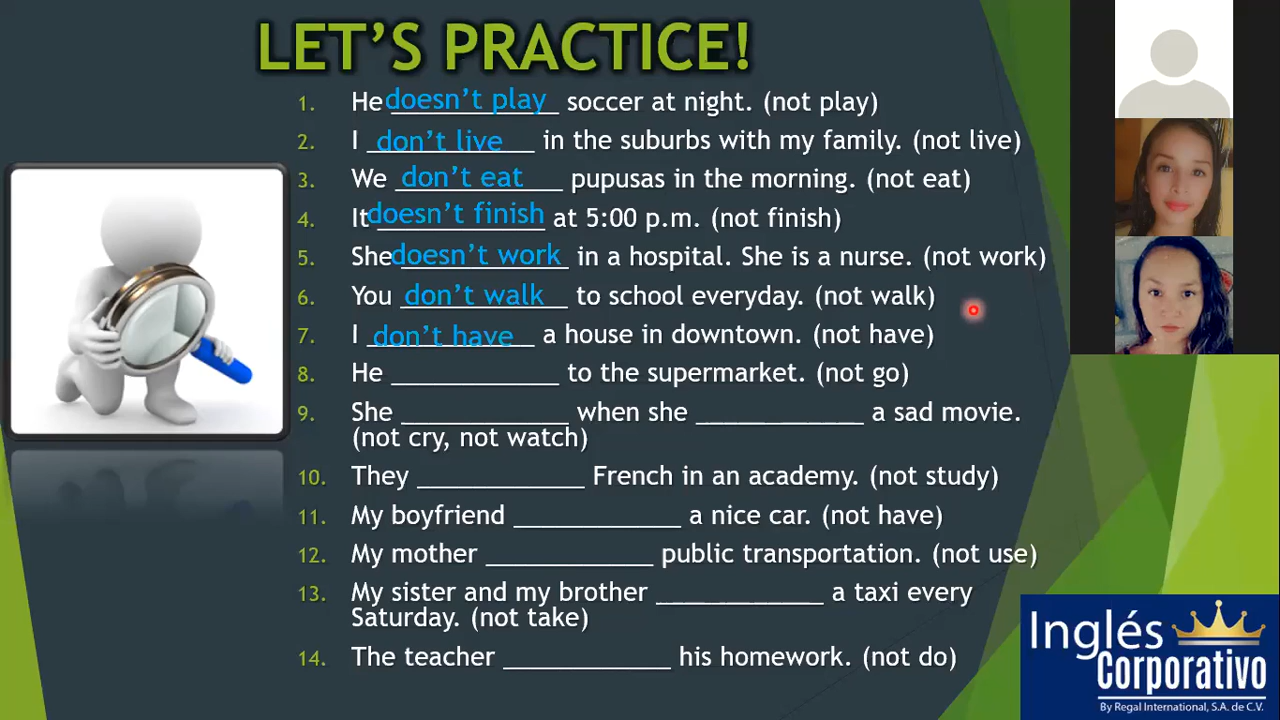 LET'S PRACTICE!
1. He doesn't play soccer at night. (not play)
2. I don't live in the suburbs with my family. (not live)
3. We don't eat pupusas in the morning. (not eat)
4. It doesn't finish at 5:00 p.m. (not finish)
5. She doesn't work in a hospital. She is a nurse. (not work)
6. You don't walk to school everyday. (not walk)
7. I don't have a house in downtown. (not have)
8. He ____________ to the supermarket. (not go)
9. She ____________ when she ____________ a sad movie.
(not cry, not watch)
10. They ____________ French in an academy. (not study)
11. My boyfriend ____________ a nice car. (not have)
12. My mother ____________ public transportation. (not use)
13. My sister and my brother ____________ a taxi every
Saturday. (not take)
14. The teacher ____________ his homework. (not do)
Inglés
Corporativo
By Regal International, S.A. de C.V.